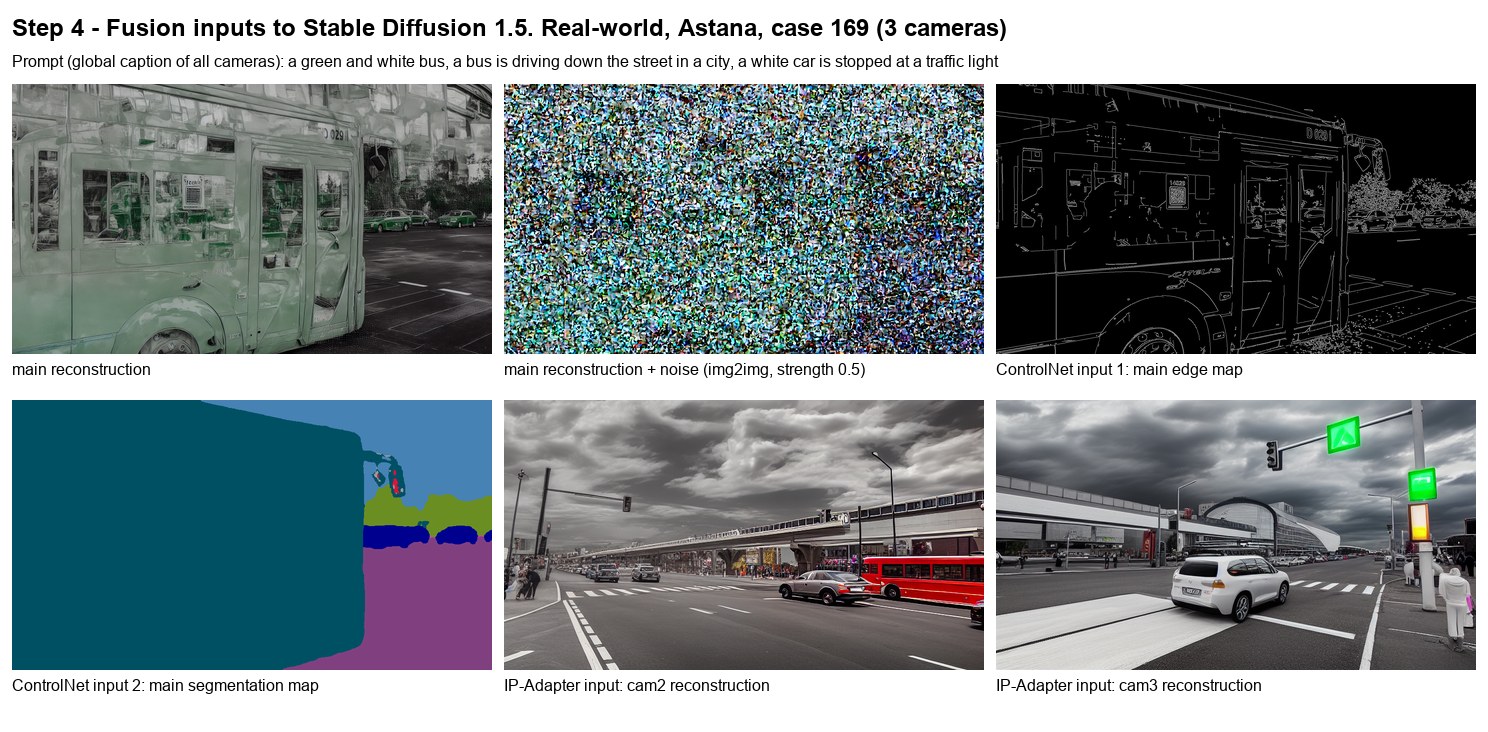 Step 4 - Fusion inputs to Stable Diffusion 1.5. Real-world, Astana, case 169 (3 cameras)
Prompt (global caption of all cameras): a green and white bus, a bus is driving down the street in a city, a white car is stopped at a traffic light
029
CITELIS
main reconstruction
main reconstruction + noise (img2img, strength 0.5)
ControlNet input 1: main edge map
ControlNet input 2: main segmentation map
IP-Adapter input: cam2 reconstruction
IP-Adapter input: cam3 reconstruction